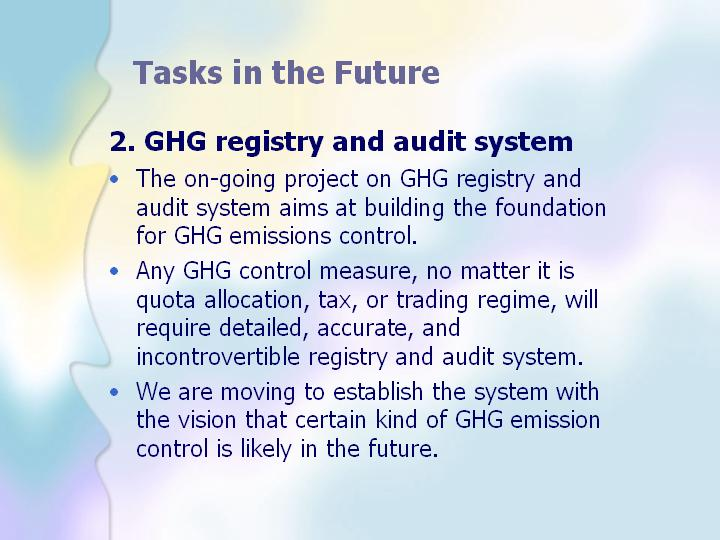 Tasks in the Future
2. GHG registry and audit system
• The on-going project on GHG registry and
audit system aims at building the foundation
for GHG emissions control.
• Any GHG control measure, no matter it is
quota allocation, tax, or trading regime, will
require detailed, accurate, and
incontrovertible registry and audit system.
• We are moving to establish the system with
the vision that certain kind of GHG emission
control is likely in the future.